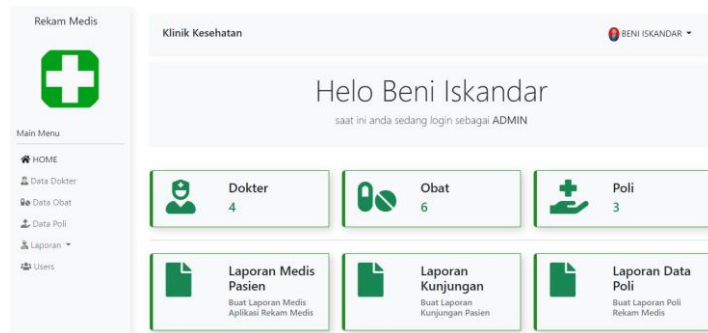 Rekam Medis
Main Menu
HOME
Data Dokter
Data Obat
Data Poli
Laporan
Users
Klinik Kesehatan
BENI ISKANDAR
Helo Beni Iskandar
saat ini anda sedang login sebagai ADMIN
Dokter
4
Obat
6
Poli
3
Laporan Medis
Pasien
Buat Laporan Medis
Aplikasi Rekam Medis
Laporan
Kunjungan
Buat Laporan
Kunjungan Pasien
Laporan Data
Poli
Buat Laporan Poli
Rekam Medis